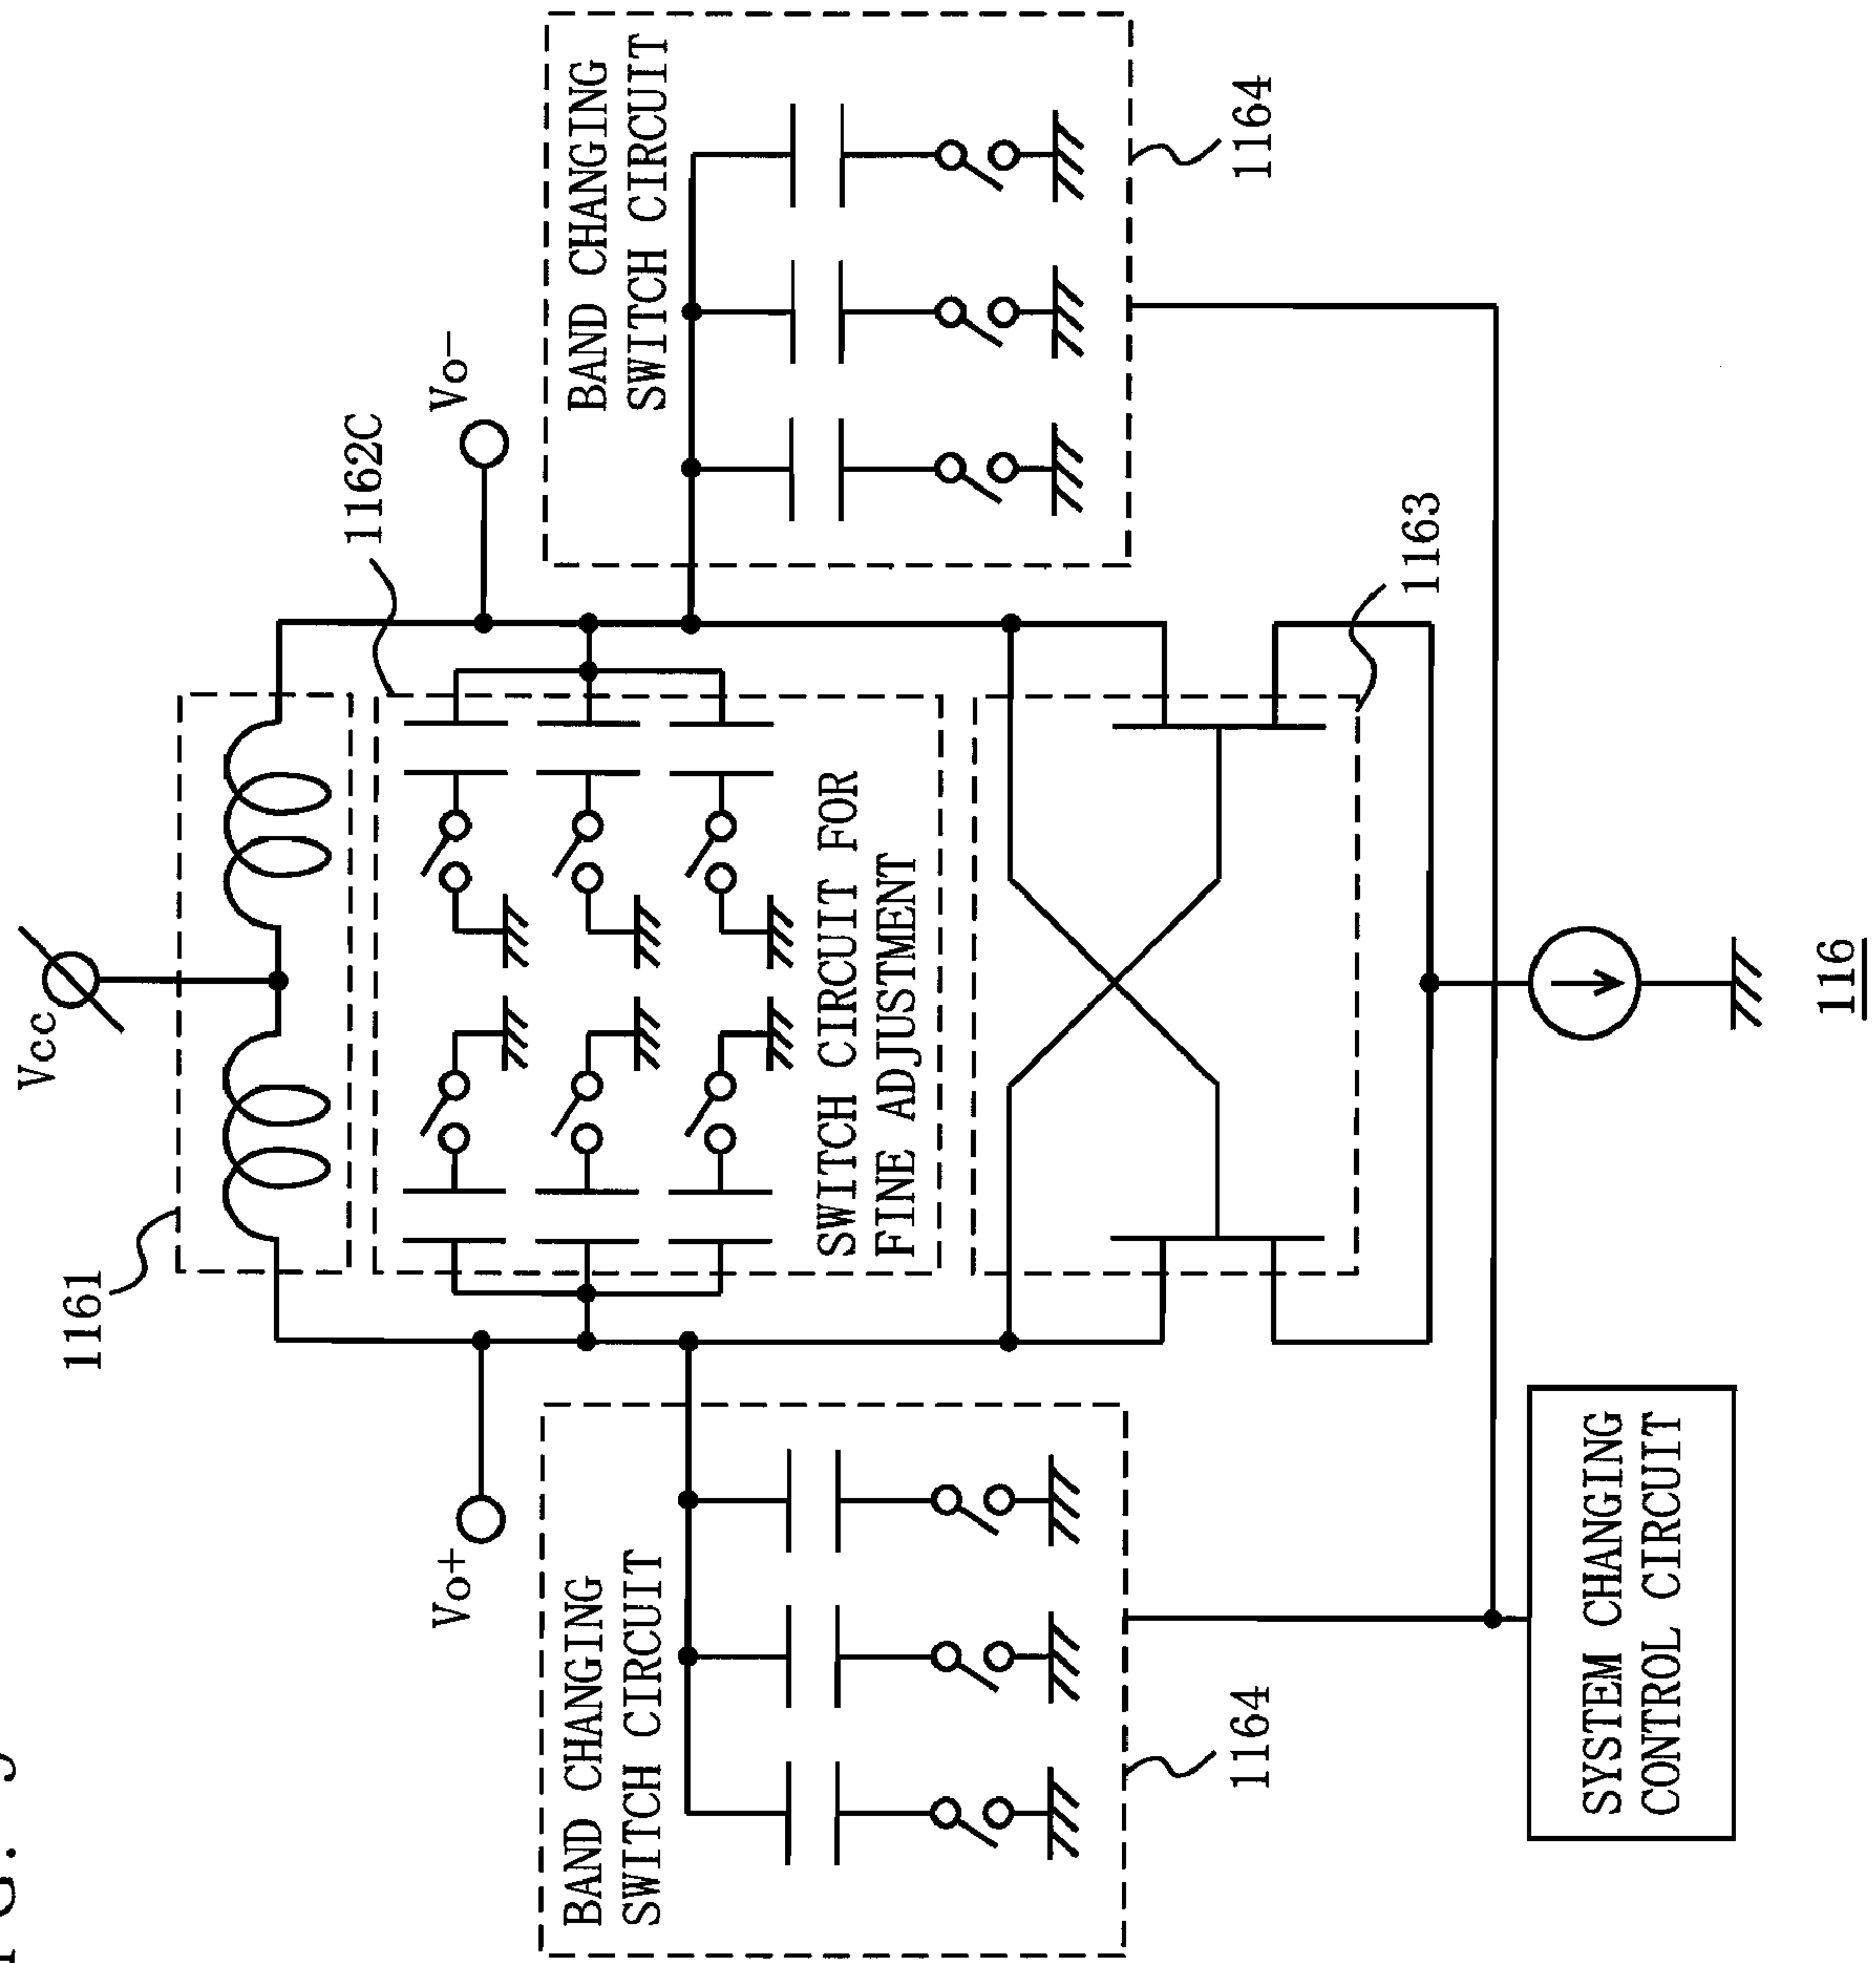 Vcc
1161
1162C
Vo+
Vo−
BAND CHANGING
SWITCH CIRCUIT
BAND CHANGING
SWITCH CIRCUIT
SWITCH CIRCUIT FOR
FINE ADJUSTMENT
1164
1164
1163
SYSTEM CHANGING
CONTROL CIRCUIT
116